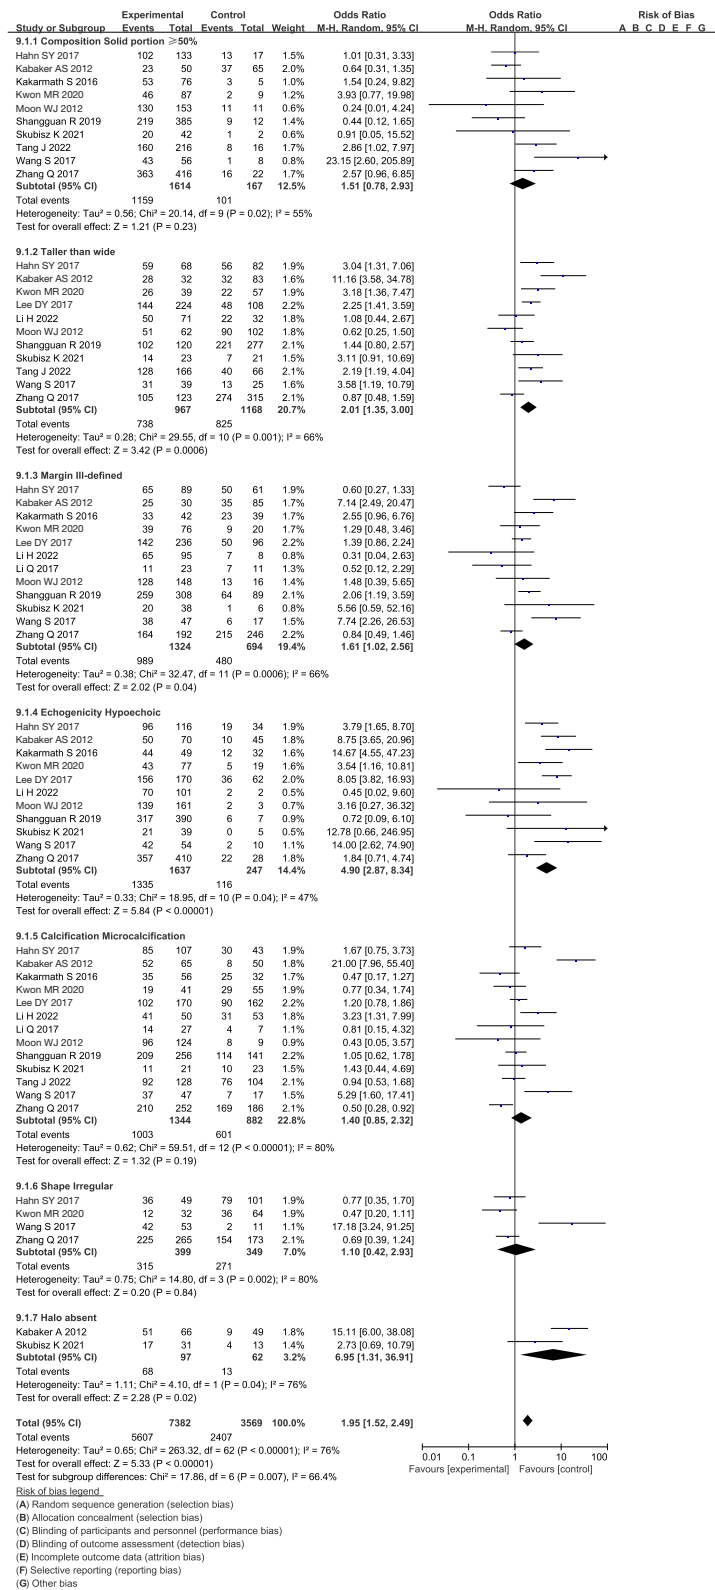 Experimental Control Odds Ratio Odds Ratio Risk of Bias
Study or Subgroup Events Total Events Total Weight M-H, Random, 95% CI M-H, Random, 95% CI A B C D E F G
9.1.1 Composition Solid portion ≥50%
Hahn SY 2017 102 133 13 17 1.5% 1.01 [0.31, 3.33]
Kabaker AS 2012 23 50 37 65 2.0% 0.64 [0.31, 1.35]
Kakarmath S 2016 53 76 3 5 0.9% 1.54 [0.24, 9.82]
Kwon MR 2020 46 87 2 9 1.0% 3.93 [0.77, 19.98]
Moon WJ 2012 130 153 11 11 0.5% 0.24 [0.01, 4.24]
Shangguan R 2019 219 385 9 12 1.3% 0.44 [0.12, 1.65]
Skubisz K 2021 20 42 1 2 0.5% 0.91 [0.05, 15.52]
Tang J 2022 160 216 8 16 1.7% 2.86 [1.02, 7.97]
Wang S 2017 43 56 1 8 0.8% 23.15 [2.60, 205.89]
Zhang Q 2017 363 416 16 22 1.7% 2.57 [0.96, 6.85]
Subtotal (95% CI) 1614 167 12.5% 1.51 [0.78, 2.93]
Total events 1159 101
Heterogeneity: Tau² = 0.56; Chi² = 20.14, df = 9 (P = 0.02); I² = 55%
Test for overall effect: Z = 1.21 (P = 0.23)
9.1.2 Taller than wide
Hahn SY 2017 59 68 56 82 1.9% 3.04 [1.31, 7.06]
Kabaker AS 2012 28 32 32 83 1.6% 11.16 [3.58, 34.78]
Kwon MR 2020 26 39 22 57 1.9% 3.18 [1.36, 7.47]
Lee DY 2017 144 224 48 108 2.2% 2.25 [1.41, 3.59]
Li H 2022 50 71 22 32 1.8% 1.08 [0.44, 2.67]
Moon WJ 2012 51 62 90 102 1.8% 0.62 [0.25, 1.50]
Shangguan R 2019 102 120 221 277 2.1% 1.44 [0.80, 2.57]
Skubisz K 2021 14 23 7 21 1.5% 3.11 [0.91, 10.69]
Tang J 2022 128 166 40 66 2.1% 2.19 [1.19, 4.04]
Wang S 2017 31 39 13 25 1.6% 3.58 [1.19, 10.79]
Zhang Q 2017 105 123 274 315 2.1% 0.87 [0.48, 1.59]
Subtotal (95% CI) 967 1168 20.7% 2.01 [1.35, 3.00]
Total events 738 825
Heterogeneity: Tau² = 0.28; Chi² = 29.55, df = 10 (P = 0.001); I² = 66%
Test for overall effect: Z = 3.42 (P = 0.0006)
9.1.3 Margin Ill-defined
Hahn SY 2017 65 89 50 61 1.9% 0.60 [0.27, 1.33]
Kabaker AS 2012 25 30 35 85 1.7% 7.14 [2.49, 20.47]
Kakarmath S 2016 33 42 23 39 1.7% 2.55 [0.96, 6.76]
Kwon MR 2020 39 76 9 20 1.7% 1.29 [0.48, 3.46]
Lee DY 2017 142 236 50 96 2.2% 1.39 [0.86, 2.24]
Li H 2022 65 95 7 8 0.8% 0.31 [0.04, 2.63]
Li Q 2017 11 23 7 11 1.1% 0.52 [0.12, 2.29]
Moon WJ 2012 128 148 13 16 1.4% 1.48 [0.39, 5.65]
Shangguan R 2019 259 308 64 89 2.1% 2.06 [1.19, 3.59]
Skubisz K 2021 20 38 1 6 0.8% 5.56 [0.59, 52.16]
Wang S 2017 38 47 6 17 1.5% 7.74 [2.26, 26.53]
Zhang Q 2017 164 192 215 246 2.2% 0.84 [0.49, 1.46]
Subtotal (95% CI) 1324 694 19.4% 1.61 [1.02, 2.56]
Total events 989 480
Heterogeneity: Tau² = 0.38; Chi² = 32.47, df = 11 (P = 0.0006); I² = 66%
Test for overall effect: Z = 2.02 (P = 0.04)
9.1.4 Echogenicity Hypoechoic
Hahn SY 2017 96 116 19 34 1.9% 3.79 [1.65, 8.70]
Kabaker AS 2012 50 70 10 45 1.8% 8.75 [3.65, 20.96]
Kakarmath S 2016 44 49 12 32 1.5% 14.67 [4.55, 47.23]
Kwon MR 2020 43 77 5 19 1.6% 3.54 [1.16, 10.81]
Lee DY 2017 156 170 36 62 2.0% 8.05 [3.82, 16.93]
Li H 2022 70 101 2 2 0.5% 0.45 [0.02, 9.60]
Moon WJ 2012 139 161 2 3 0.7% 3.16 [0.27, 36.32]
Shangguan R 2019 317 390 6 7 0.9% 0.72 [0.09, 6.10]
Skubisz K 2021 21 39 0 5 0.5% 12.78 [0.66, 246.95]
Wang S 2017 42 54 2 10 1.0% 14.00 [2.62, 74.90]
Zhang Q 2017 357 410 22 28 1.8% 1.84 [0.71, 4.74]
Subtotal (95% CI) 1637 247 14.4% 4.90 [2.87, 8.34]
Total events 1335 116
Heterogeneity: Tau² = 0.33; Chi² = 18.95, df = 10 (P = 0.04); I² = 47%
Test for overall effect: Z = 5.84 (P < 0.00001)
9.1.5 Calcification Microcalcification
Hahn SY 2017 85 107 30 43 1.9% 1.67 [0.75, 3.73]
Kabaker AS 2012 52 65 8 50 1.8% 21.00 [7.96, 55.40]
Kakarmath S 2016 35 56 25 32 1.7% 0.47 [0.17, 1.27]
Kwon MR 2020 19 41 29 55 1.9% 0.77 [0.34, 1.74]
Lee DY 2017 102 170 90 162 2.2% 1.20 [0.78, 1.86]
Li H 2022 41 50 31 53 1.8% 3.23 [1.31, 7.99]
Li Q 2017 14 27 4 7 1.0% 0.81 [0.15, 4.32]
Moon WJ 2012 96 124 8 9 0.9% 0.43 [0.05, 3.57]
Shangguan R 2019 209 256 114 141 2.2% 1.05 [0.62, 1.78]
Skubisz K 2021 11 21 10 23 1.5% 1.43 [0.44, 4.69]
Tang J 2022 92 128 76 104 2.1% 0.94 [0.53, 1.68]
Wang S 2017 37 47 7 17 1.5% 5.29 [1.60, 17.41]
Zhang Q 2017 210 252 169 186 2.1% 0.50 [0.28, 0.92]
Subtotal (95% CI) 1344 882 22.8% 1.40 [0.85, 2.32]
Total events 1003 601
Heterogeneity: Tau² = 0.62; Chi² = 59.51, df = 12 (P < 0.00001); I² = 80%
Test for overall effect: Z = 1.32 (P = 0.19)
9.1.6 Shape Irregular
Hahn SY 2017 36 49 79 101 1.9% 0.77 [0.35, 1.70]
Kwon MR 2020 12 32 36 64 1.9% 0.47 [0.20, 1.11]
Wang S 2017 42 53 2 11 1.0% 17.18 [3.24, 91.25]
Zhang Q 2017 225 265 154 173 2.1% 0.69 [0.39, 1.24]
Subtotal (95% CI) 399 349 7.0% 1.10 [0.42, 2.93]
Total events 315 271
Heterogeneity: Tau² = 0.75; Chi² = 14.80, df = 3 (P = 0.002); I² = 80%
Test for overall effect: Z = 0.20 (P = 0.84)
9.1.7 Halo absent
Kabaker A 2012 51 66 9 49 1.8% 15.11 [6.00, 38.08]
Skubisz K 2021 17 31 4 13 1.4% 2.73 [0.69, 10.79]
Subtotal (95% CI) 97 62 3.2% 6.95 [1.31, 36.91]
Total events 68 13
Heterogeneity: Tau² = 1.11; Chi² = 4.10, df = 1 (P = 0.04); I² = 76%
Test for overall effect: Z = 2.28 (P = 0.02)
Total (95% CI) 7382 3569 100.0% 1.95 [1.52, 2.49]
Total events 5607 2407
Heterogeneity: Tau² = 0.65; Chi² = 263.32, df = 62 (P < 0.00001); I² = 76%
Test for overall effect: Z = 5.33 (P < 0.00001)
Test for subgroup differences: Chi² = 17.86, df = 6 (P = 0.007), I² = 66.4%
0.01 0.1 1 10 100
Favours [experimental] Favours [control]
Risk of bias legend
(A) Random sequence generation (selection bias)
(B) Allocation concealment (selection bias)
(C) Blinding of participants and personnel (performance bias)
(D) Blinding of outcome assessment (detection bias)
(E) Incomplete outcome data (attrition bias)
(F) Selective reporting (reporting bias)
(G) Other bias